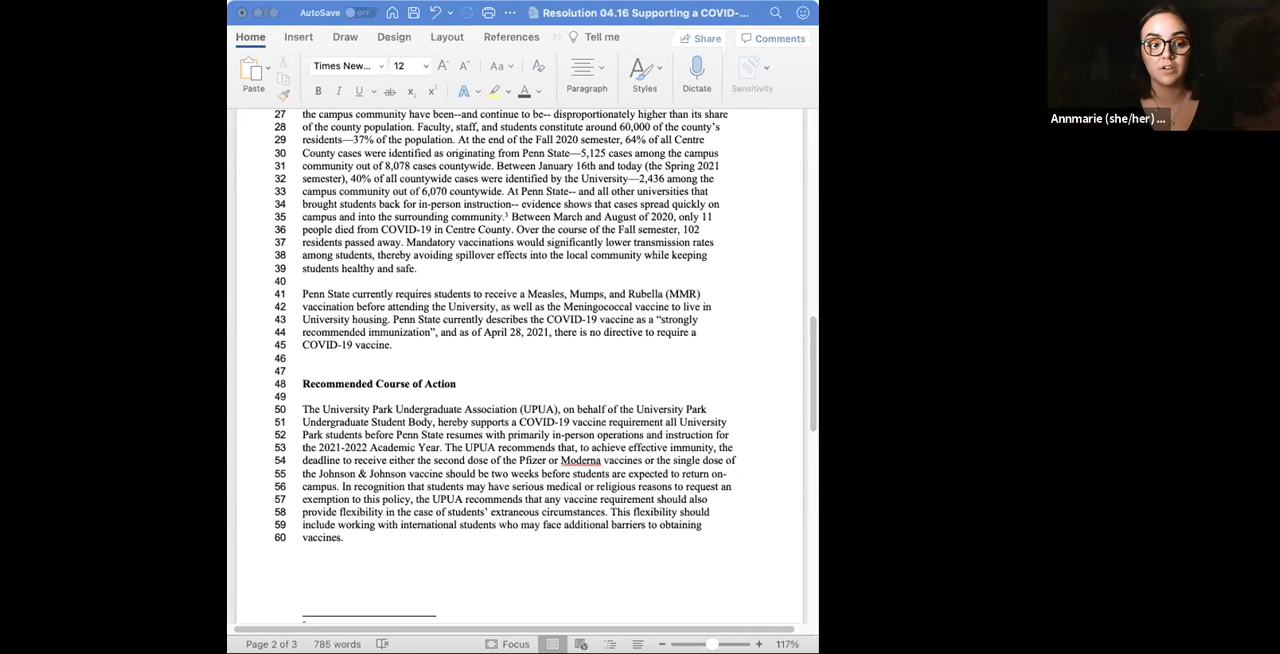 AutoSave OFF Resolution 04.16 Supporting a COVID-...
Home Insert Draw Design Layout References Tell me Share Comments
Paste Times New... 12 Aa Paragraph Styles Dictate Sensitivity
B I U ab x₂ x² A A
27 the campus community have been--and continue to be-- disproportionately higher than its share
28 of the county population. Faculty, staff, and students constitute around 60,000 of the county's
29 residents—37% of the population. At the end of the Fall 2020 semester, 64% of all Centre
30 County cases were identified as originating from Penn State—5,125 cases among the campus
31 community out of 8,078 cases countywide. Between January 16th and today (the Spring 2021
32 semester), 40% of all countywide cases were identified by the University—2,436 among the
33 campus community out of 6,070 countywide. At Penn State-- and all other universities that
34 brought students back for in-person instruction-- evidence shows that cases spread quickly on
35 campus and into the surrounding community.³ Between March and August of 2020, only 11
36 people died from COVID-19 in Centre County. Over the course of the Fall semester, 102
37 residents passed away. Mandatory vaccinations would significantly lower transmission rates
38 among students, thereby avoiding spillover effects into the local community while keeping
39 students healthy and safe.
40
41 Penn State currently requires students to receive a Measles, Mumps, and Rubella (MMR)
42 vaccination before attending the University, as well as the Meningococcal vaccine to live in
43 University housing. Penn State currently describes the COVID-19 vaccine as a “strongly
44 recommended immunization”, and as of April 28, 2021, there is no directive to require a
45 COVID-19 vaccine.
46
47
48 Recommended Course of Action
49
50 The University Park Undergraduate Association (UPUA), on behalf of the University Park
51 Undergraduate Student Body, hereby supports a COVID-19 vaccine requirement all University
52 Park students before Penn State resumes with primarily in-person operations and instruction for
53 the 2021-2022 Academic Year. The UPUA recommends that, to achieve effective immunity, the
54 deadline to receive either the second dose of the Pfizer or Moderna vaccines or the single dose of
55 the Johnson & Johnson vaccine should be two weeks before students are expected to return on-
56 campus. In recognition that students may have serious medical or religious reasons to request an
57 exemption to this policy, the UPUA recommends that any vaccine requirement should also
58 provide flexibility in the case of students' extraneous circumstances. This flexibility should
59 include working with international students who may face additional barriers to obtaining
60 vaccines.
Page 2 of 3 785 words Focus 117%
Annmarie (she/her) ...